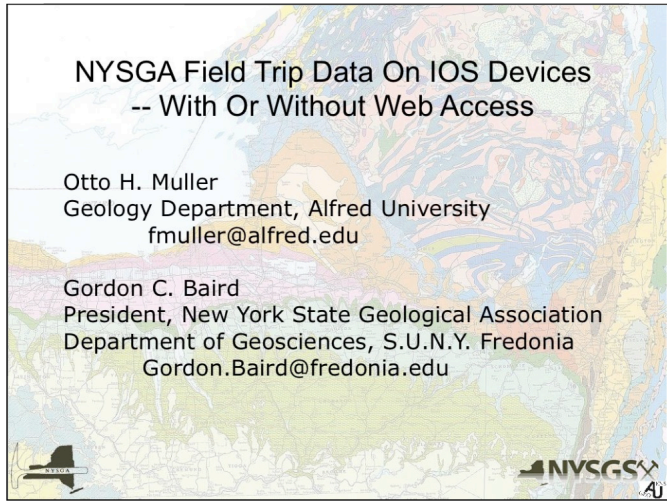 NYSGA Field Trip Data On IOS Devices
-- With Or Without Web Access
Otto H. Muller
Geology Department, Alfred University
fmuller@alfred.edu
Gordon C. Baird
President, New York State Geological Association
Department of Geosciences, S.U.N.Y. Fredonia
Gordon.Baird@fredonia.edu
NYSGA
NYSGS
AU